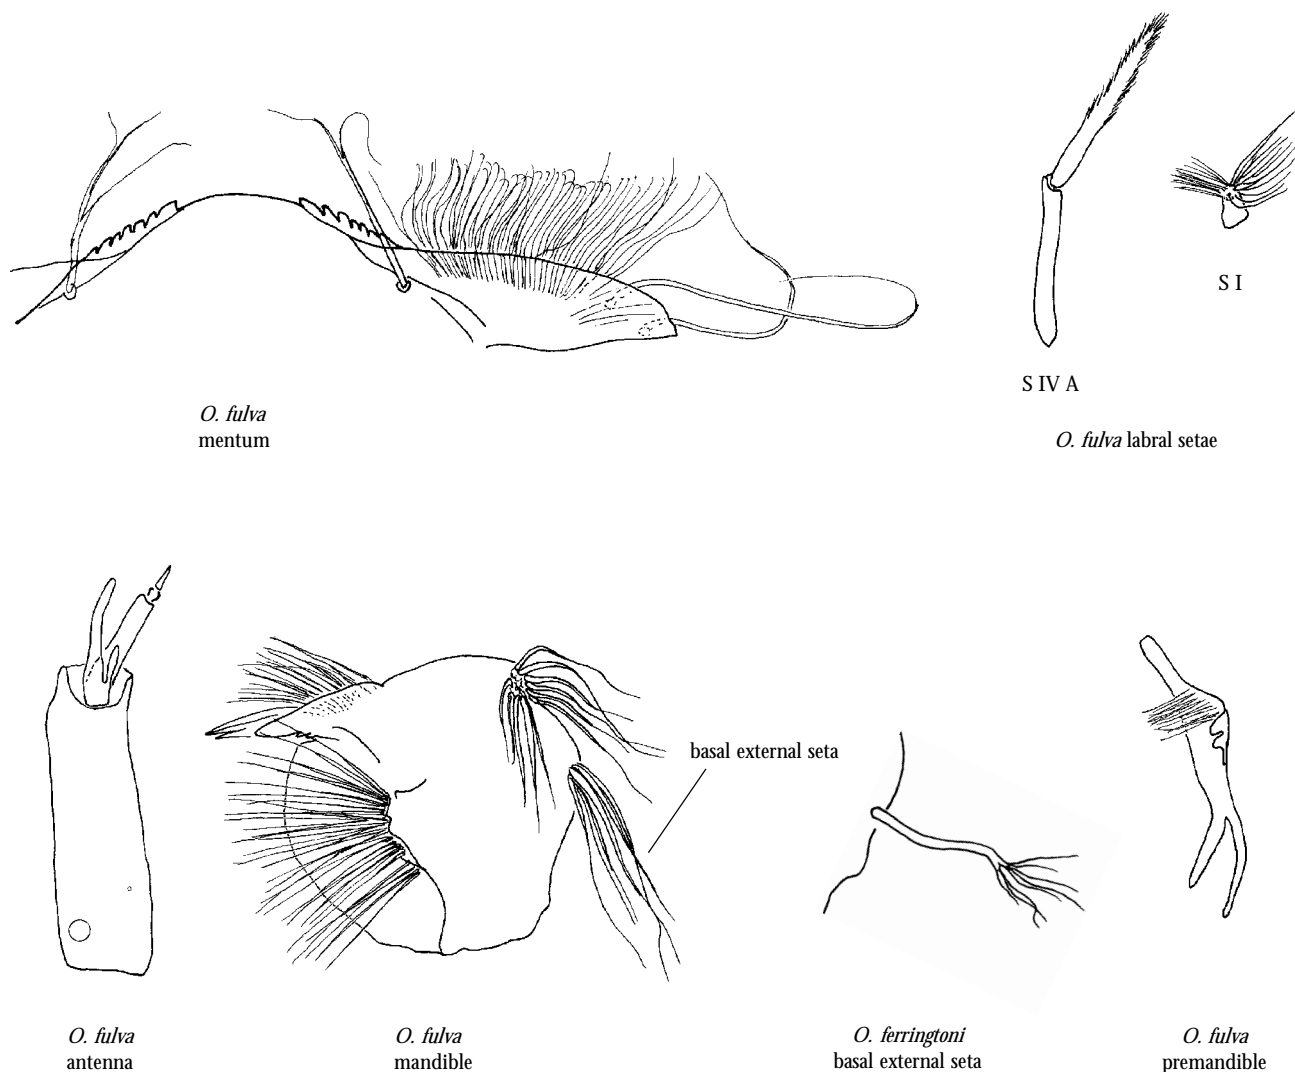 S I
S IV A
O. fulva
mentum
O. fulva labral setae
basal external seta
O. fulva
antenna
O. fulva
mandible
O. ferringtoni
basal external seta
O. fulva
premandible